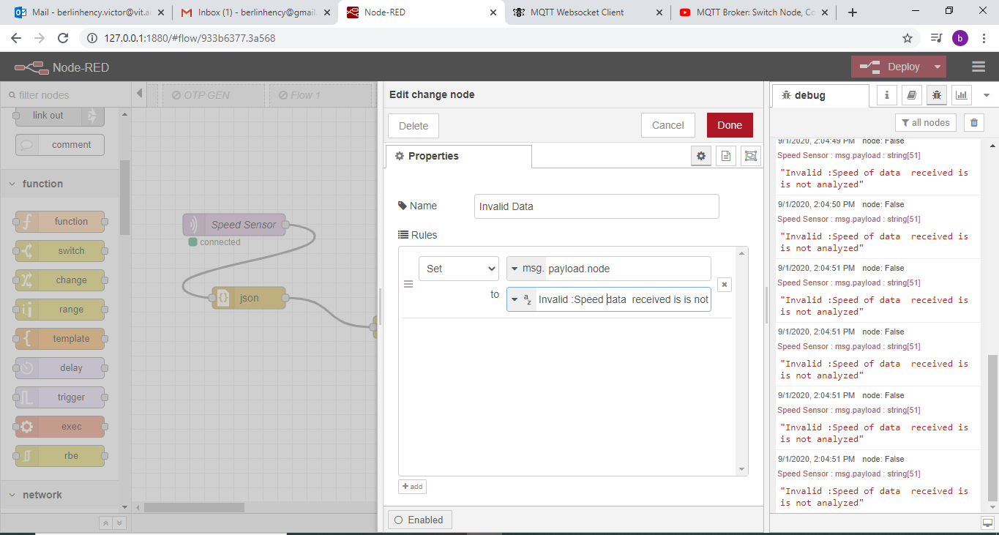 Mail - berlinhency.victor@vit.a
Inbox (1) - berlinhency@gmail.
Node-RED
MQTT Websocket Client
MQTT Broker: Switch Node, Co
127.0.0.1:1880/#flow/933b6377.3a568
b
Node-RED
Deploy
filter nodes
OTP GEN
Flow 1
link out
comment
function
function
switch
change
range
template
delay
trigger
exec
rbe
network
Speed Sensor
connected
json
Edit change node
Delete
Cancel
Done
Properties
Name
Invalid Data
Rules
Set
msg. payload.node
to
Invalid :Speed data  received is is not
add
Enabled
debug
all nodes
9/1/2020, 2:04:49 PM node: False
Speed Sensor : msg.payload : string[51]
"Invalid :Speed of data  received is
is not analyzed"
9/1/2020, 2:04:50 PM node: False
Speed Sensor : msg.payload : string[51]
"Invalid :Speed of data  received is
is not analyzed"
9/1/2020, 2:04:51 PM node: False
Speed Sensor : msg.payload : string[51]
"Invalid :Speed of data  received is
is not analyzed"
9/1/2020, 2:04:51 PM node: False
Speed Sensor : msg.payload : string[51]
"Invalid :Speed of data  received is
is not analyzed"
9/1/2020, 2:04:51 PM node: False
Speed Sensor : msg.payload : string[51]
"Invalid :Speed of data  received is
is not analyzed"
9/1/2020, 2:04:51 PM node: False
Speed Sensor : msg.payload : string[51]
"Invalid :Speed of data  received is
is not analyzed"